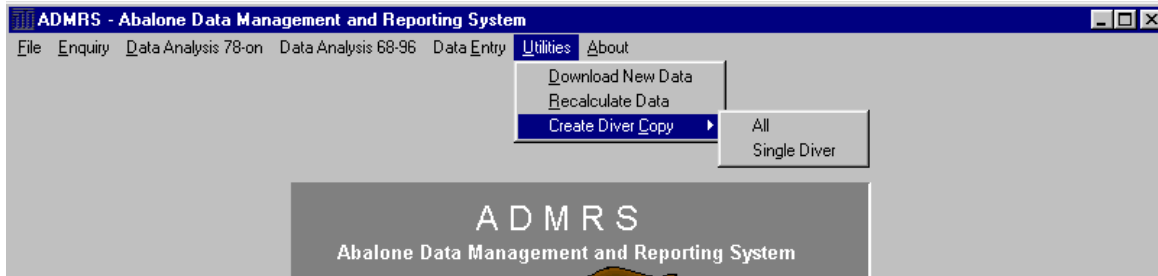 ADMRS - Abalone Data Management and Reporting System
File Enquiry Data Analysis 78-on Data Analysis 68-96 Data Entry Utilities About
Download New Data
Recalculate Data
Create Diver Copy
All
Single Diver
ADMRS
Abalone Data Management and Reporting System